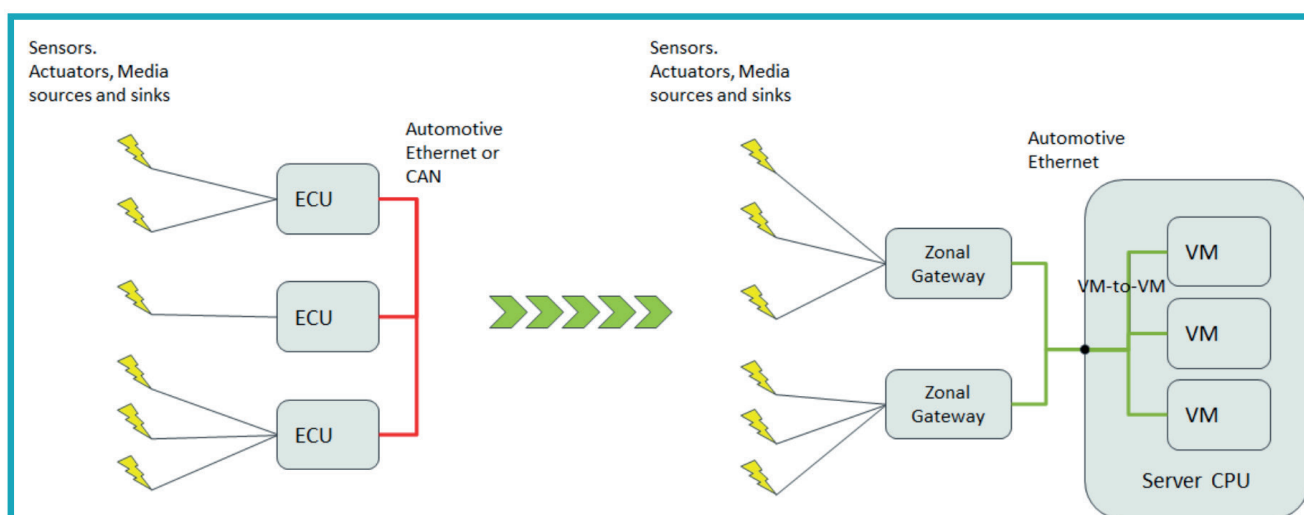 Sensors.
Actuators, Media
sources and sinks
Automotive
Ethernet or
CAN
ECU
ECU
ECU
Sensors.
Actuators, Media
sources and sinks
Automotive
Ethernet
Zonal
Gateway
Zonal
Gateway
VM-to-VM
VM
VM
VM
Server CPU